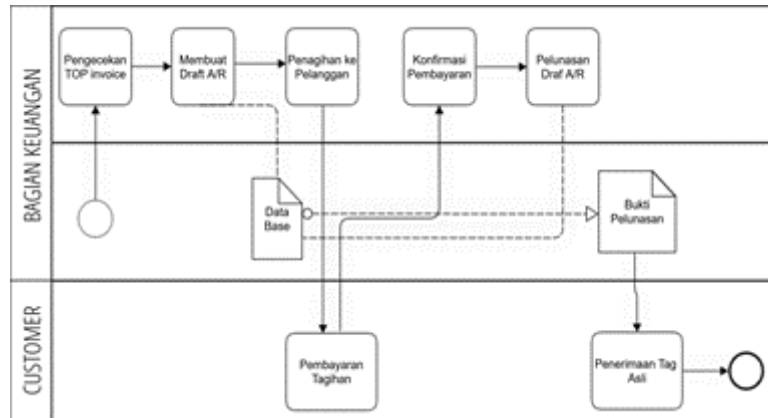 BAGIAN KEUANGAN
Pengecekan
TOP invoice
Membuat
Draft A/R
Penagihan ke
Pelanggan
Konfirmasi
Pembayaran
Pelunasan
Draf A/R
Data
Base
Bukti
Pelunasan
CUSTOMER
Pembayaran
Tagihan
Penerimaan Tag
Asli